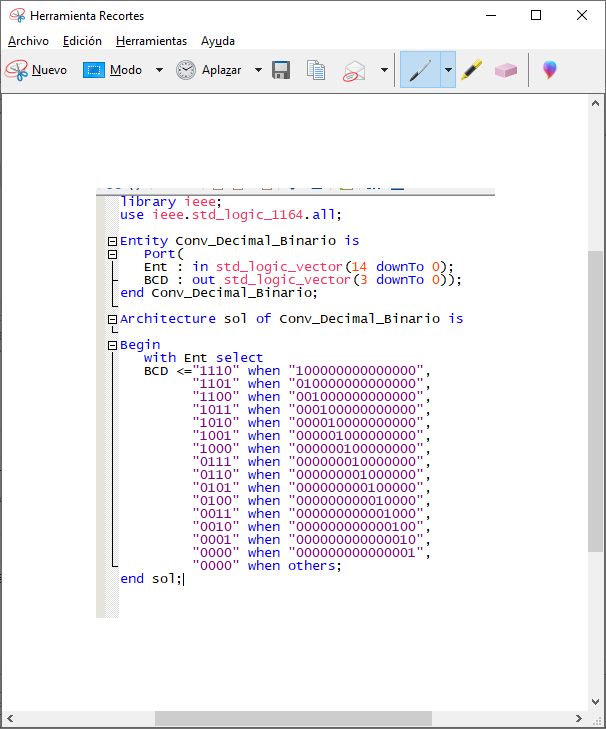 Herramienta Recortes
Archivo Edición Herramientas Ayuda
Nuevo Modo Aplazar
library ieee;
use ieee.std_logic_1164.all;
Entity Conv_Decimal_Binario is
Port(
Ent : in std_logic_vector(14 downTo 0);
BCD : out std_logic_vector(3 downTo 0));
end Conv_Decimal_Binario;
Architecture sol of Conv_Decimal_Binario is
Begin
with Ent select
BCD <="1110" when "100000000000000",
"1101" when "010000000000000",
"1100" when "001000000000000",
"1011" when "000100000000000",
"1010" when "000010000000000",
"1001" when "000001000000000",
"1000" when "000000100000000",
"0111" when "000000010000000",
"0110" when "000000001000000",
"0101" when "000000000100000",
"0100" when "000000000010000",
"0011" when "000000000001000",
"0010" when "000000000000100",
"0001" when "000000000000010",
"0000" when "000000000000001",
"0000" when others;
end sol;